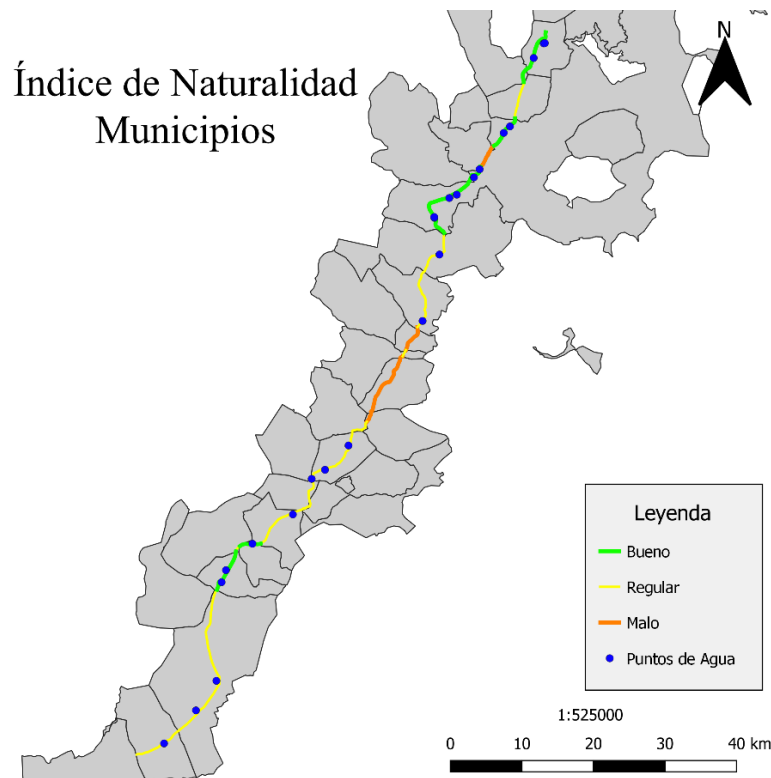 Índice de Naturalidad
Municipios
N
Leyenda
Bueno
Regular
Malo
Puntos de Agua
1:525000
0 10 20 30 40 km